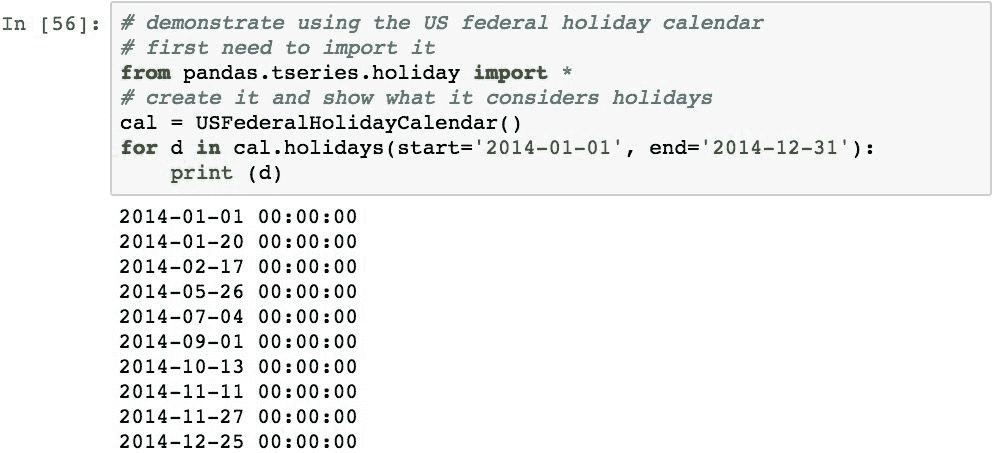 In [56]: # demonstrate using the US federal holiday calendar
# first need to import it
from pandas.tseries.holiday import *
# create it and show what it considers holidays
cal = USFederalHolidayCalendar()
for d in cal.holidays(start='2014-01-01', end='2014-12-31'):
    print (d)
2014-01-01 00:00:00
2014-01-20 00:00:00
2014-02-17 00:00:00
2014-05-26 00:00:00
2014-07-04 00:00:00
2014-09-01 00:00:00
2014-10-13 00:00:00
2014-11-11 00:00:00
2014-11-27 00:00:00
2014-12-25 00:00:00